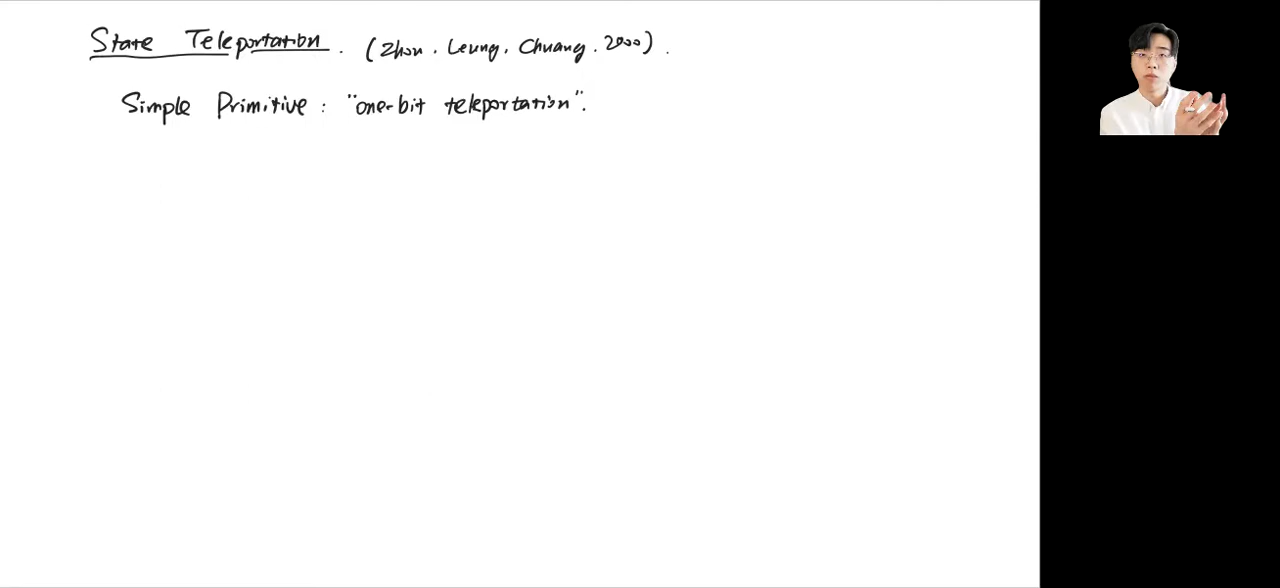 State Teleportation. (Zhou, Leung, Chuang, 2000).
Simple Primitive: "one-bit teleportation".